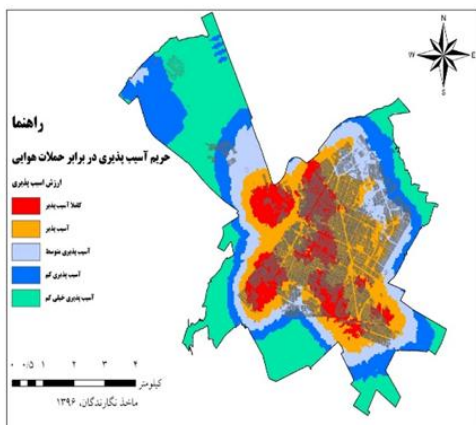 N
W
E
S
راهنما
حریم آسیب پذیری در برابر حملات هوایی
ارزش آسیب پذیری
کاملا آسیب پذیر
آسیب پذیر
آسیب پذیری متوسط
آسیب پذیری کم
آسیب پذیری خیلی کم
۰ ۰/۵ ۱ ۲ ۳ ۴
کیلومتر
ماخذ نگارندگان، ۱۳۹۶